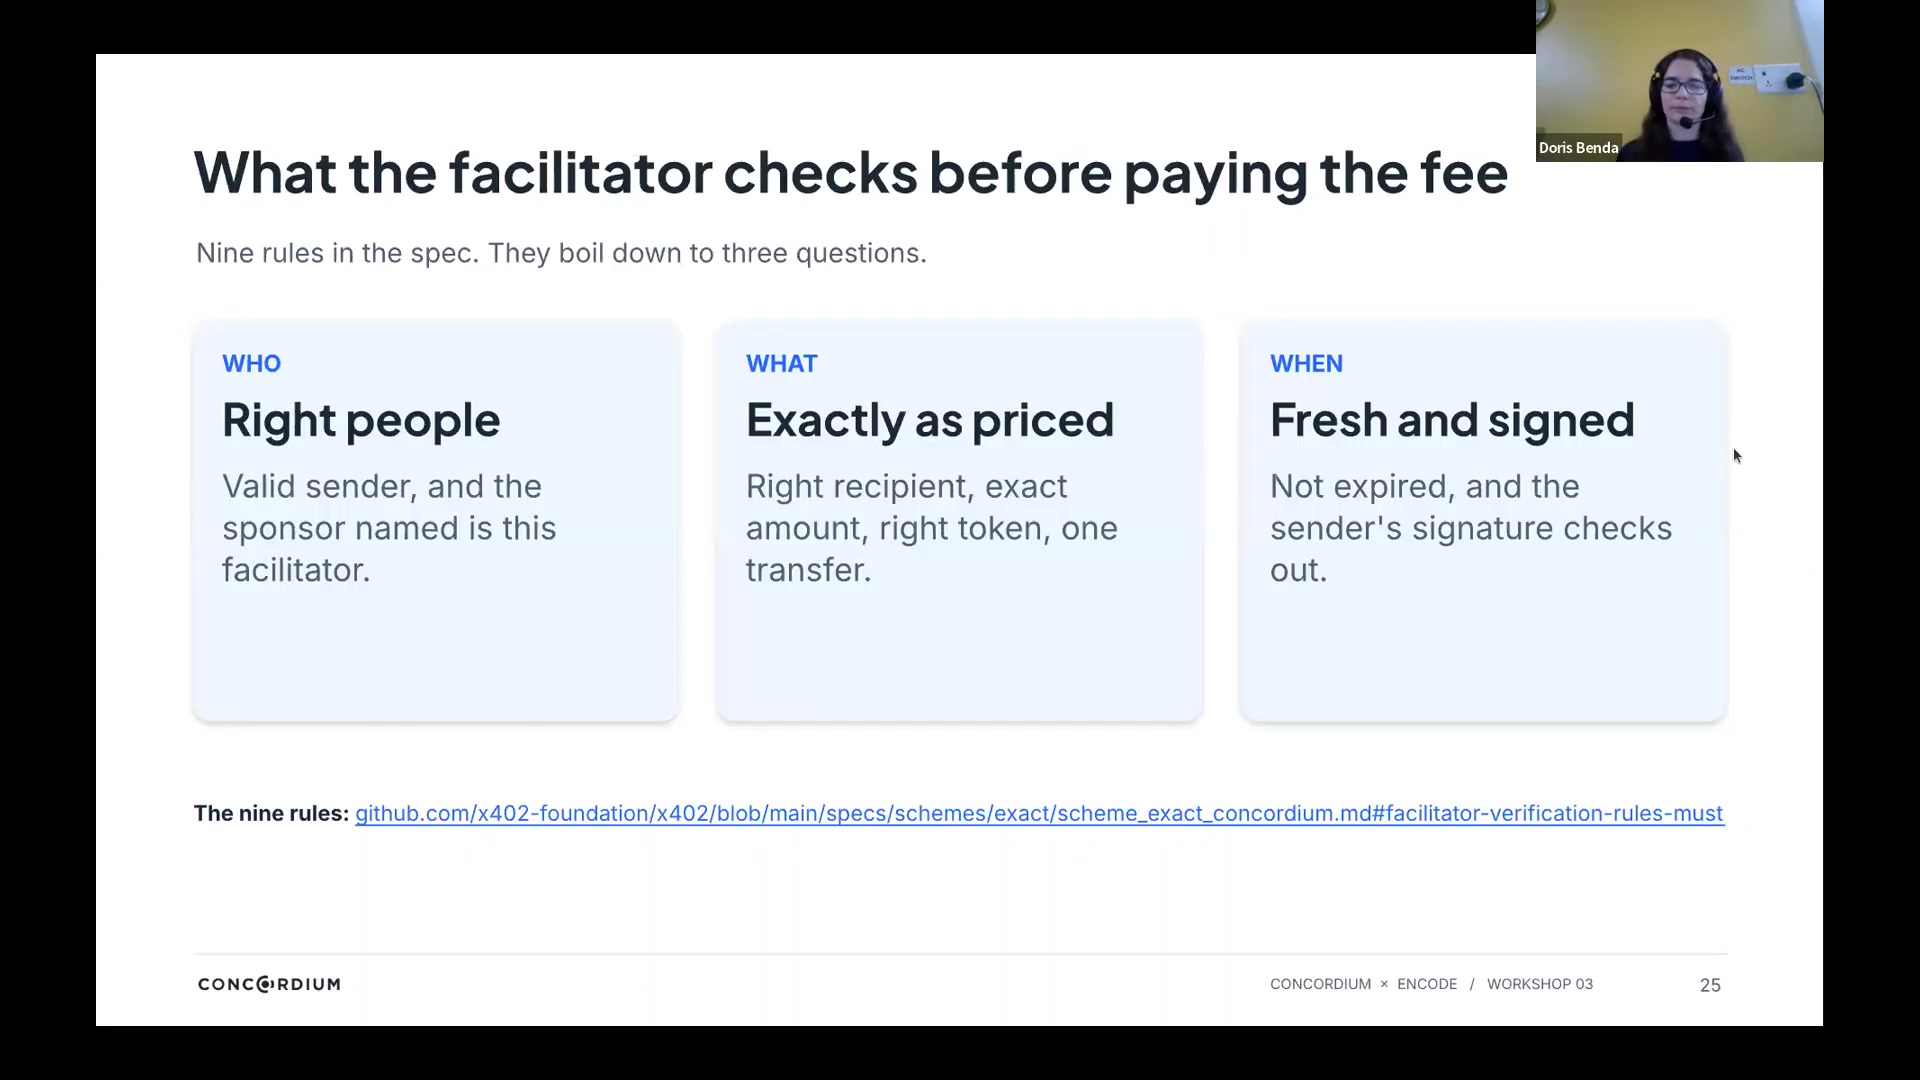 What the facilitator checks before paying the fee
Nine rules in the spec. They boil down to three questions.
WHO
Right people
Valid sender, and the
sponsor named is this
facilitator.
WHAT
Exactly as priced
Right recipient, exact
amount, right token, one
transfer.
WHEN
Fresh and signed
Not expired, and the
sender's signature checks
out.
The nine rules: github.com/x402-foundation/x402/blob/main/specs/schemes/exact/scheme_exact_concordium.md#facilitator-verification-rules-must
CONCORDIUM
CONCORDIUM × ENCODE / WORKSHOP 03
25
AC
SWITCH
Doris Benda